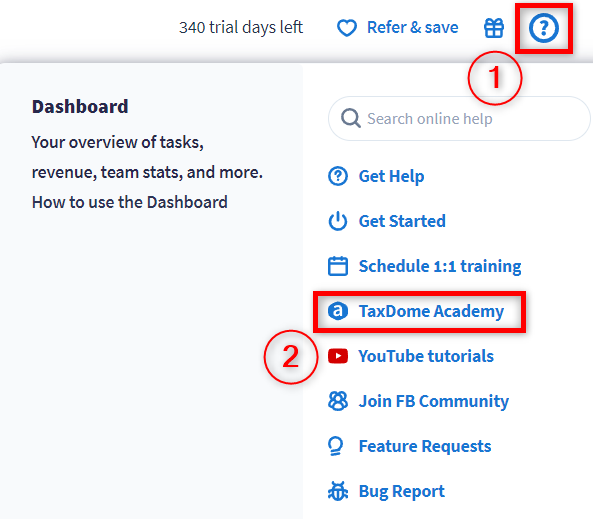 340 trial days left
Refer & save
?
1
Dashboard
Your overview of tasks,
revenue, team stats, and more.
How to use the Dashboard
Search online help
Get Help
Get Started
Schedule 1:1 training
a TaxDome Academy
2
YouTube tutorials
Join FB Community
Feature Requests
Bug Report